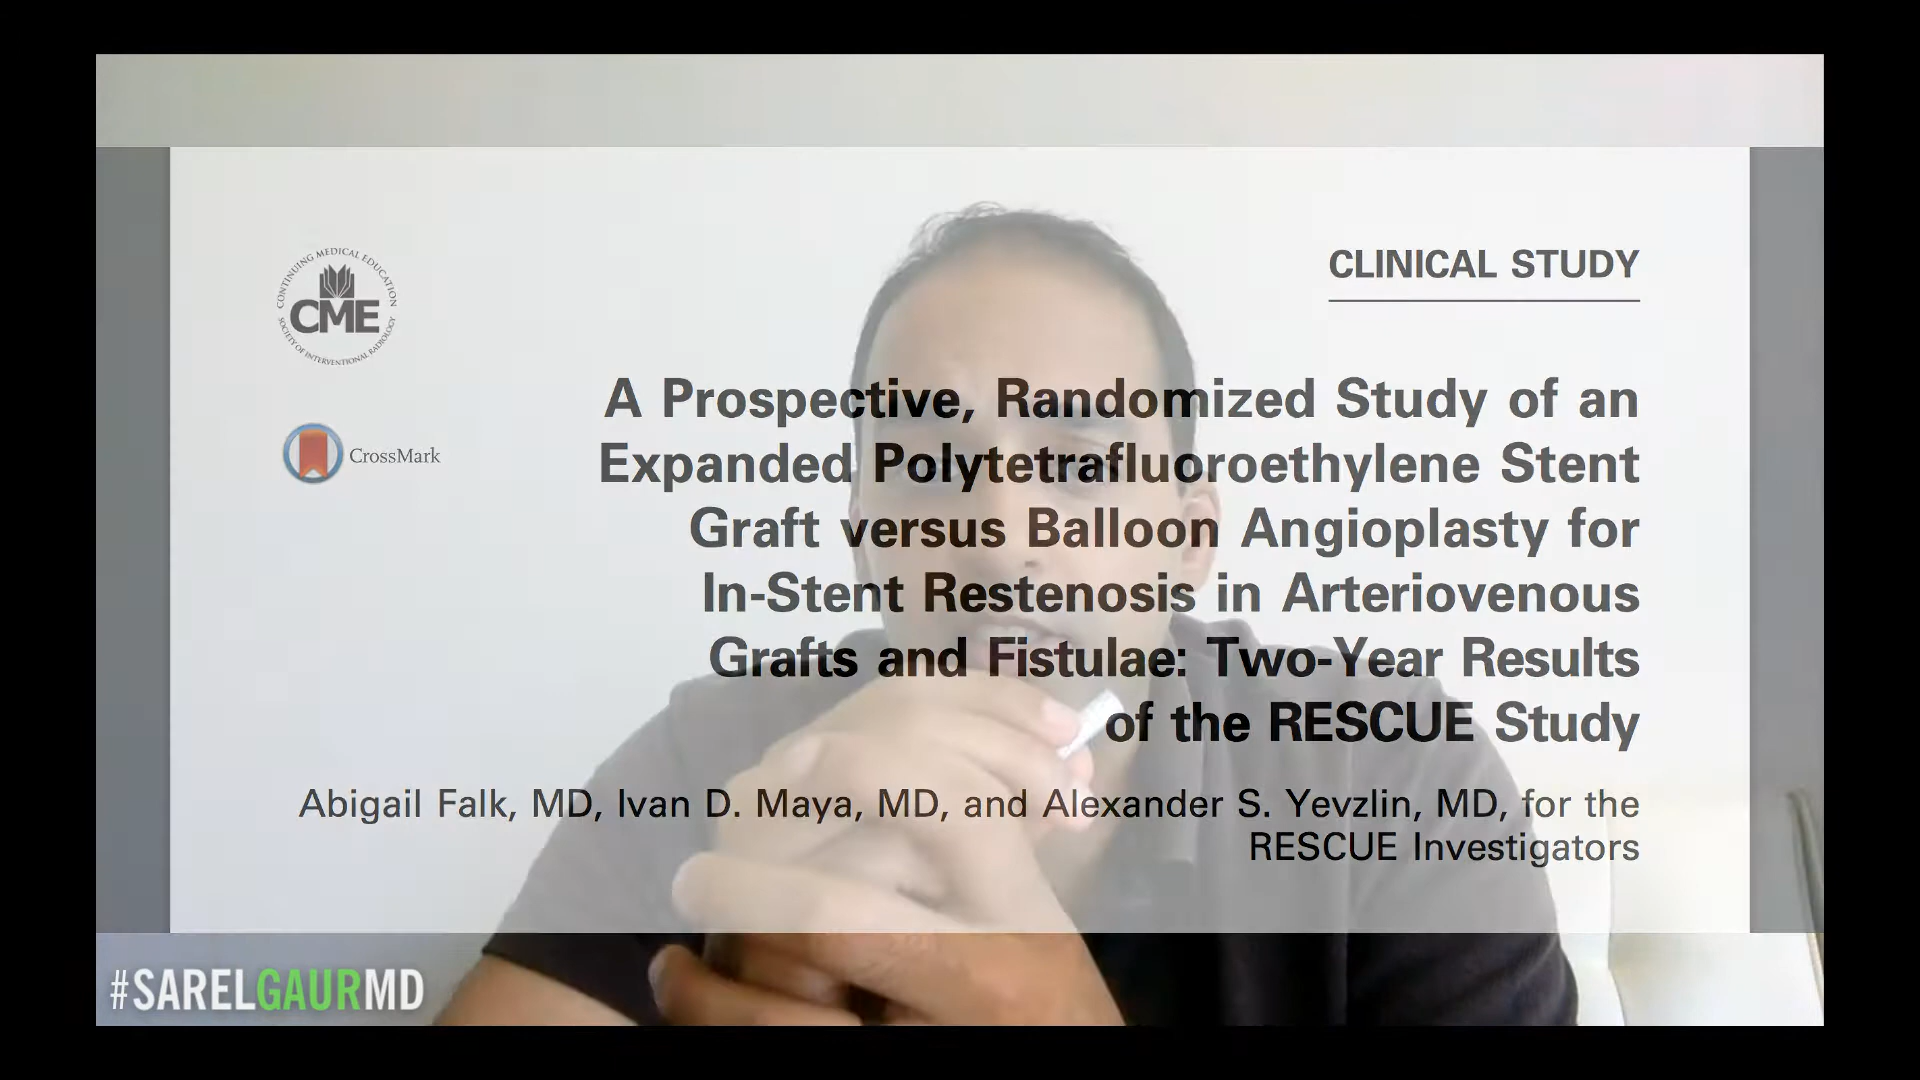 CONTINUING MEDICAL EDUCATION
CME
SOCIETY OF INTERVENTIONAL RADIOLOGY
CrossMark
CLINICAL STUDY
A Prospective, Randomized Study of an
Expanded Polytetrafluoroethylene Stent
Graft versus Balloon Angioplasty for
In-Stent Restenosis in Arteriovenous
Grafts and Fistulae: Two-Year Results
of the RESCUE Study
Abigail Falk, MD, Ivan D. Maya, MD, and Alexander S. Yevzlin, MD, for the
RESCUE Investigators
#SARELGAURMD